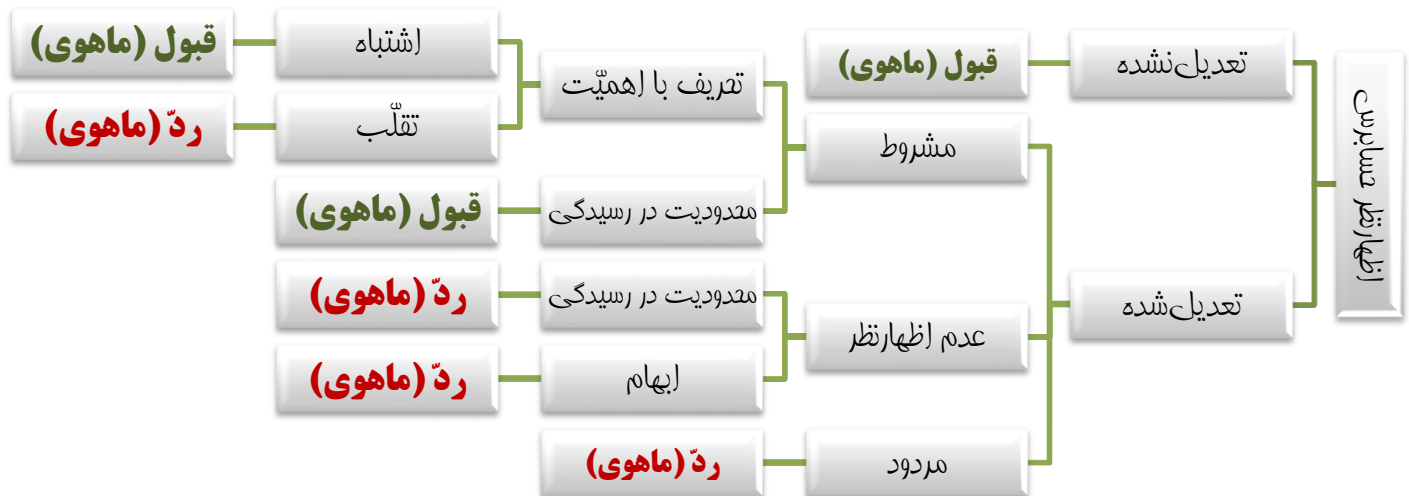 اظهارنظر حسابرس
تعدیل‌نشده
قبول (ماهوی)
تعدیل‌شده
مشروط
تحریف با اهمیّت
اشتباه
قبول (ماهوی)
تقلّب
ردّ (ماهوی)
محدودیت در رسیدگی
قبول (ماهوی)
عدم اظهارنظر
محدودیت در رسیدگی
ردّ (ماهوی)
ابهام
ردّ (ماهوی)
مردود
ردّ (ماهوی)